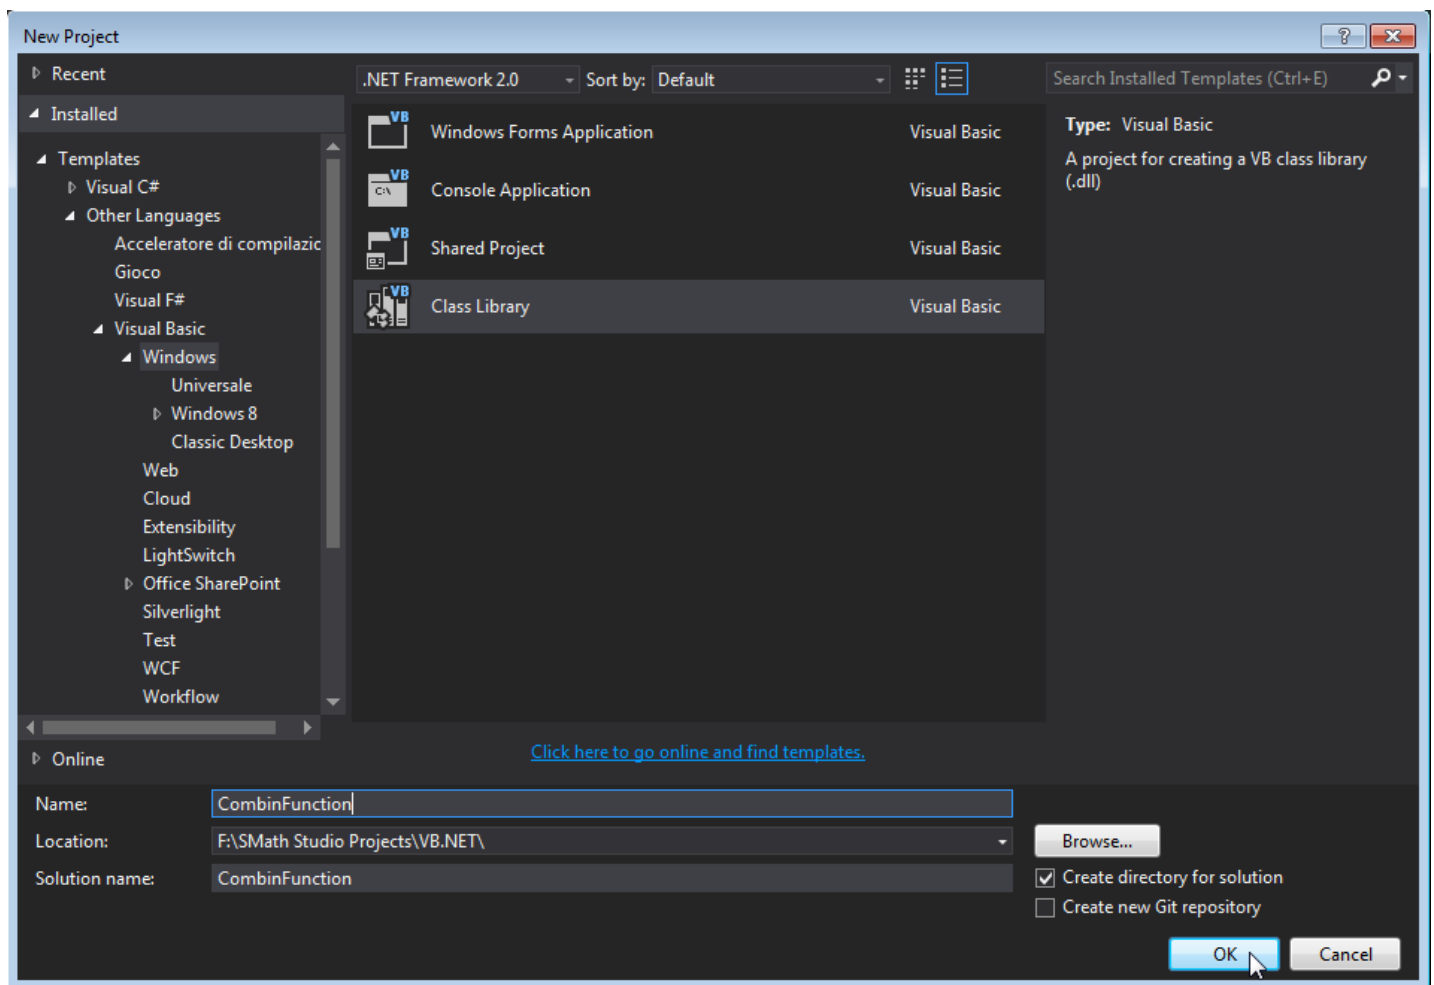 New Project
Recent
.NET Framework 2.0
Sort by: Default
Search Installed Templates (Ctrl+E)
Installed
Templates
Visual C#
Other Languages
Acceleratore di compilazic
Gioco
Visual F#
Visual Basic
Windows
Universale
Windows 8
Classic Desktop
Web
Cloud
Extensibility
LightSwitch
Office SharePoint
Silverlight
Test
WCF
Workflow
Online
VB Windows Forms Application Visual Basic
VB C:\ Console Application Visual Basic
VB Shared Project Visual Basic
VB Class Library Visual Basic
Type: Visual Basic
A project for creating a VB class library
(.dll)
Click here to go online and find templates.
Name: CombinFunction
Location: F:\SMath Studio Projects\VB.NET\
Browse...
Solution name: CombinFunction
Create directory for solution
Create new Git repository
OK
Cancel